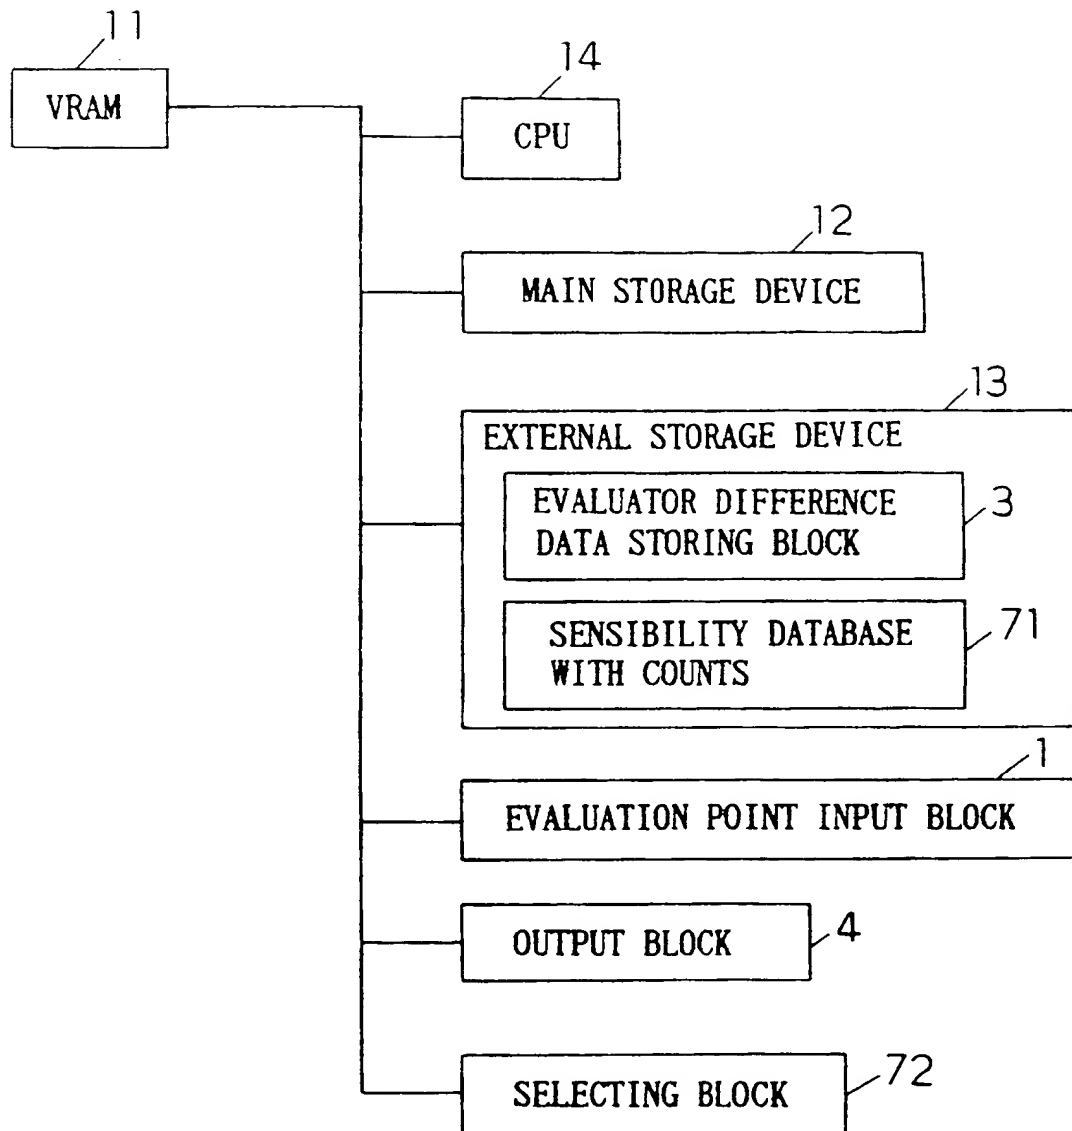 11
VRAM
14
CPU
12
MAIN STORAGE DEVICE
13
EXTERNAL STORAGE DEVICE
EVALUATOR DIFFERENCE
DATA STORING BLOCK
3
SENSIBILITY DATABASE
WITH COUNTS
71
1
EVALUATION POINT INPUT BLOCK
OUTPUT BLOCK
4
SELECTING BLOCK
72